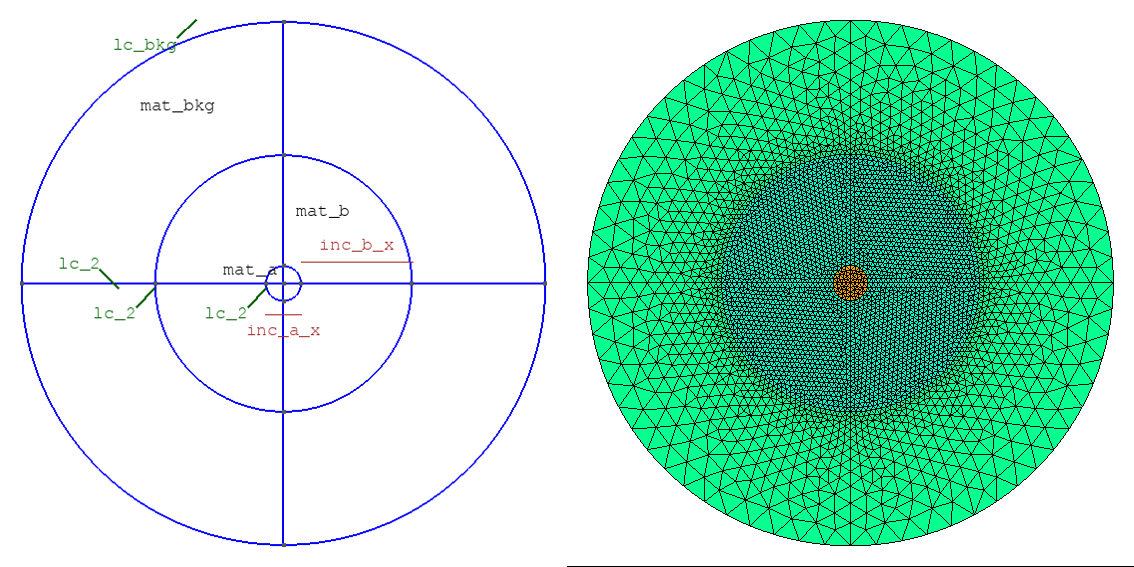 lc_bkg
mat_bkg
mat_b
inc_b_x
lc_2
mat_a
lc_2
lc_2
inc_a_x